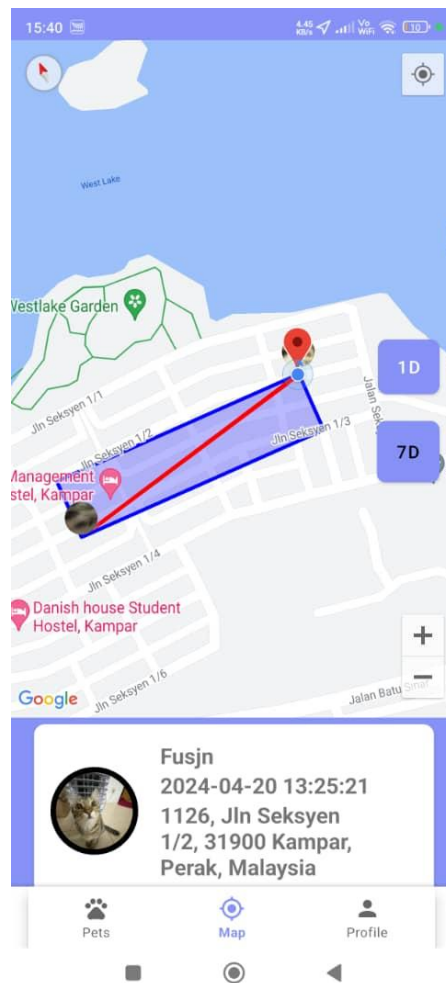 15:40
4.45 KB/s
Vo WiFi
10
West Lake
Westlake Garden
Jln Seksyen 1/1
1D
Jalan Sek
Jln Seksyen 1/2
Jln Seksyen 1/3
7D
Management
stel, Kampar
Jln Seksyen 1/4
Danish house Student
Hostel, Kampar
+
−
Jln Seksyen 1/6
Jalan Batu Sinar
Google
Fusjn
2024-04-20 13:25:21
1126, Jln Seksyen
1/2, 31900 Kampar,
Perak, Malaysia
Pets
Map
Profile